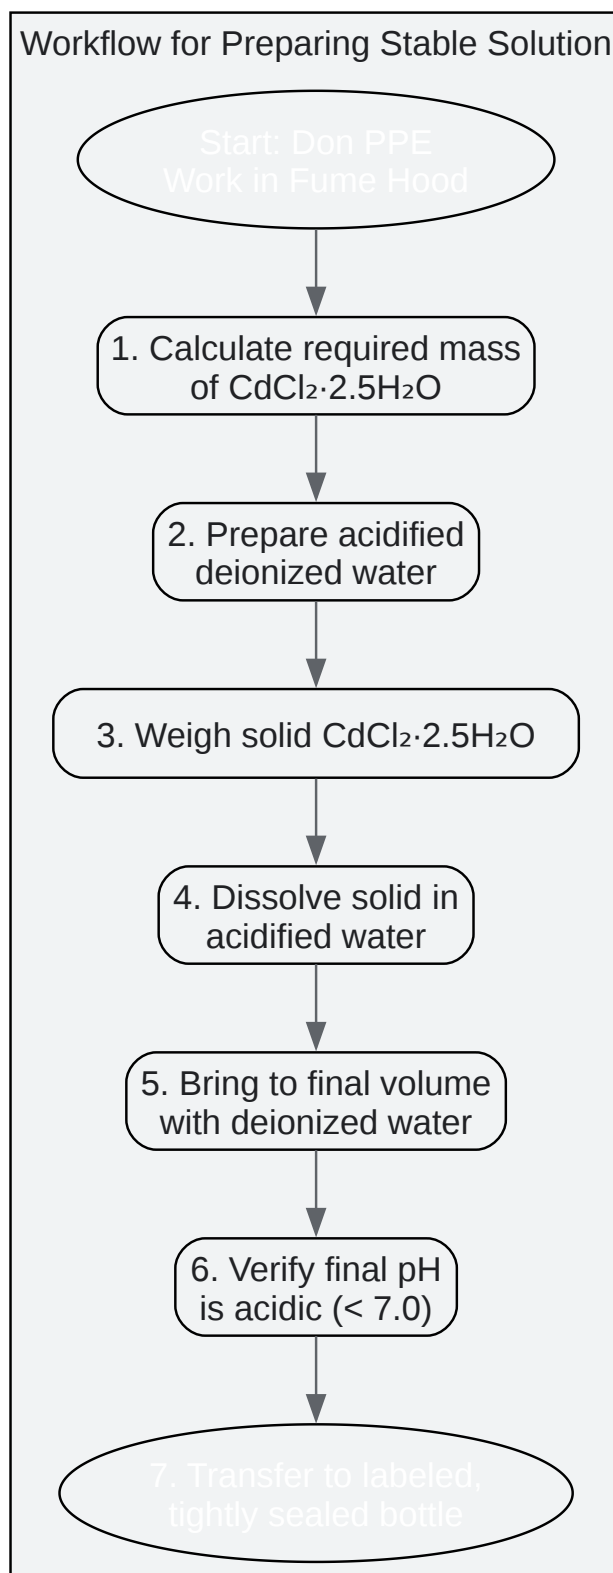 Workflow for Preparing Stable Solution
Start: Don PPE
Work in Fume Hood
1. Calculate required mass
of CdCl₂·2.5H₂O
2. Prepare acidified
deionized water
3. Weigh solid CdCl₂·2.5H₂O
4. Dissolve solid in
acidified water
5. Bring to final volume
with deionized water
6. Verify final pH
is acidic (< 7.0)
7. Transfer to labeled,
tightly sealed bottle